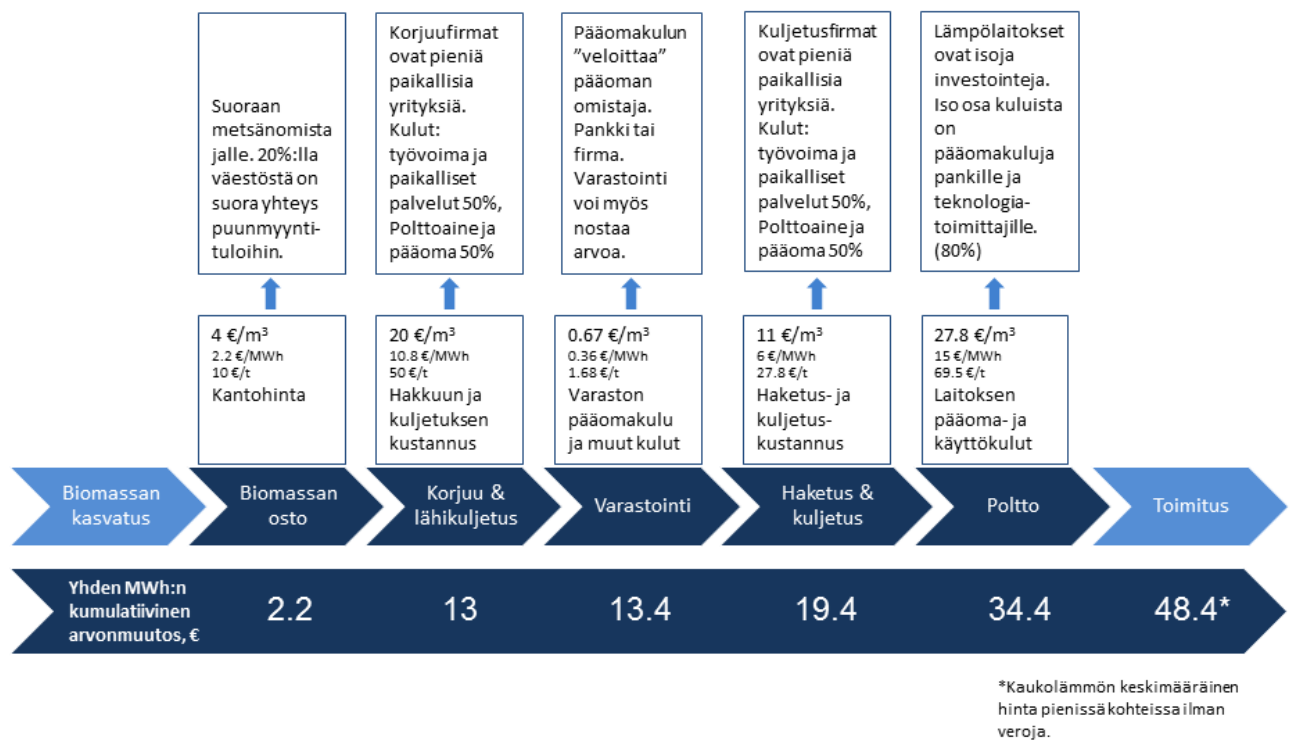 Suoraan
metsänomista
jalle. 20%:lla
väestöstä on
suora yhteys
puunmyynti-
tuloihin.
Korjuufirmat
ovat pieniä
paikallisia
yrityksiä.
Kulut:
työvoima ja
paikalliset
palvelut 50%,
Polttoaine ja
pääoma 50%
Pääomakulun
”veloittaa”
pääoman
omistaja.
Pankki tai
firma.
Varastointi
voi myös
nostaa
arvoa.
Kuljetusfirmat
ovat pieniä
paikallisia
yrityksiä.
Kulut:
työvoima ja
paikalliset
palvelut 50%,
Polttoaine ja
pääoma 50%
Lämpölaitokset
ovat isoja
investointeja.
Iso osa kuluista
on
pääomakuluja
pankille ja
teknologia-
toimittajille.
(80%)
4 €/m³
2.2 €/MWh
10 €/t
Kantohinta
20 €/m³
10.8 €/MWh
50 €/t
Hakkuun ja
kuljetuksen
kustannus
0.67 €/m³
0.36 €/MWh
1.68 €/t
Varaston
pääomakulu
ja muut kulut
11 €/m³
6 €/MWh
27.8 €/t
Haketus- ja
kuljetus-
kustannus
27.8 €/m³
15 €/MWh
69.5 €/t
Laitoksen
pääoma- ja
käyttökulut
Biomassan
kasvatus
Biomassan
osto
Korjuu &
lähikuljetus
Varastointi
Haketus &
kuljetus
Poltto
Toimitus
Yhden MWh:n
kumulatiivinen
arvonmuutos, €
2.2
13
13.4
19.4
34.4
48.4*
*Kaukolämmön keskimääräinen
hinta pienissä kohteissa ilman
veroja.